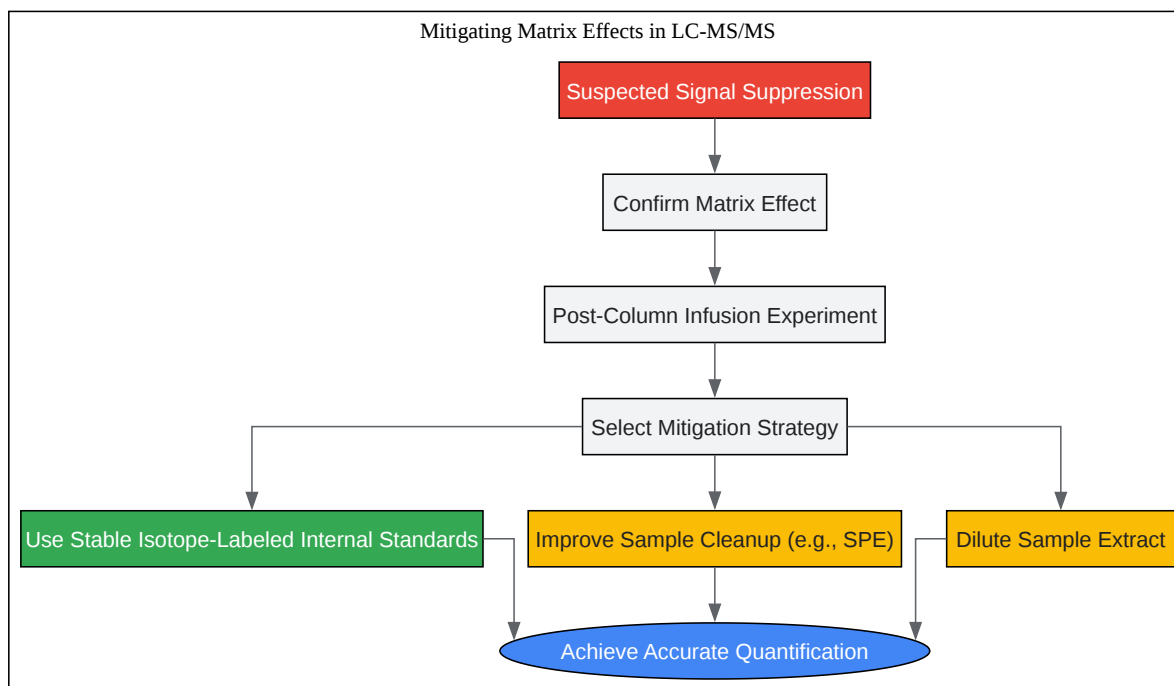 Mitigating Matrix Effects in LC-MS/MS
Suspected Signal Suppression
Confirm Matrix Effect
Post-Column Infusion Experiment
Select Mitigation Strategy
Use Stable Isotope-Labeled Internal Standards
Improve Sample Cleanup (e.g., SPE)
Dilute Sample Extract
Achieve Accurate Quantification